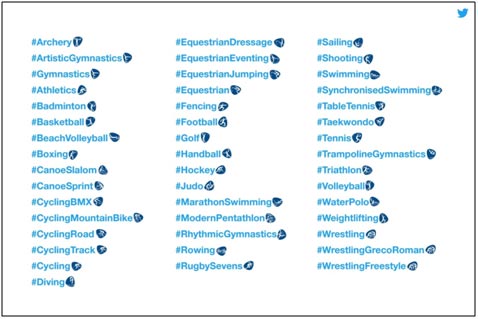 #Archery
#ArtisticGymnastics
#Gymnastics
#Athletics
#Badminton
#Basketball
#BeachVolleyball
#Boxing
#CanoeSlalom
#CanoeSprint
#CyclingBMX
#CyclingMountainBike
#CyclingRoad
#CyclingTrack
#Cycling
#Diving
#EquestrianDressage
#EquestrianEventing
#EquestrianJumping
#Equestrian
#Fencing
#Football
#Golf
#Handball
#Hockey
#Judo
#MarathonSwimming
#ModernPentathlon
#RhythmicGymnastics
#Rowing
#RugbySevens
#Sailing
#Shooting
#Swimming
#SynchronisedSwimming
#TableTennis
#Taekwondo
#Tennis
#TrampolineGymnastics
#Triathlon
#Volleyball
#WaterPolo
#Weightlifting
#Wrestling
#WrestlingGrecoRoman
#WrestlingFreestyle